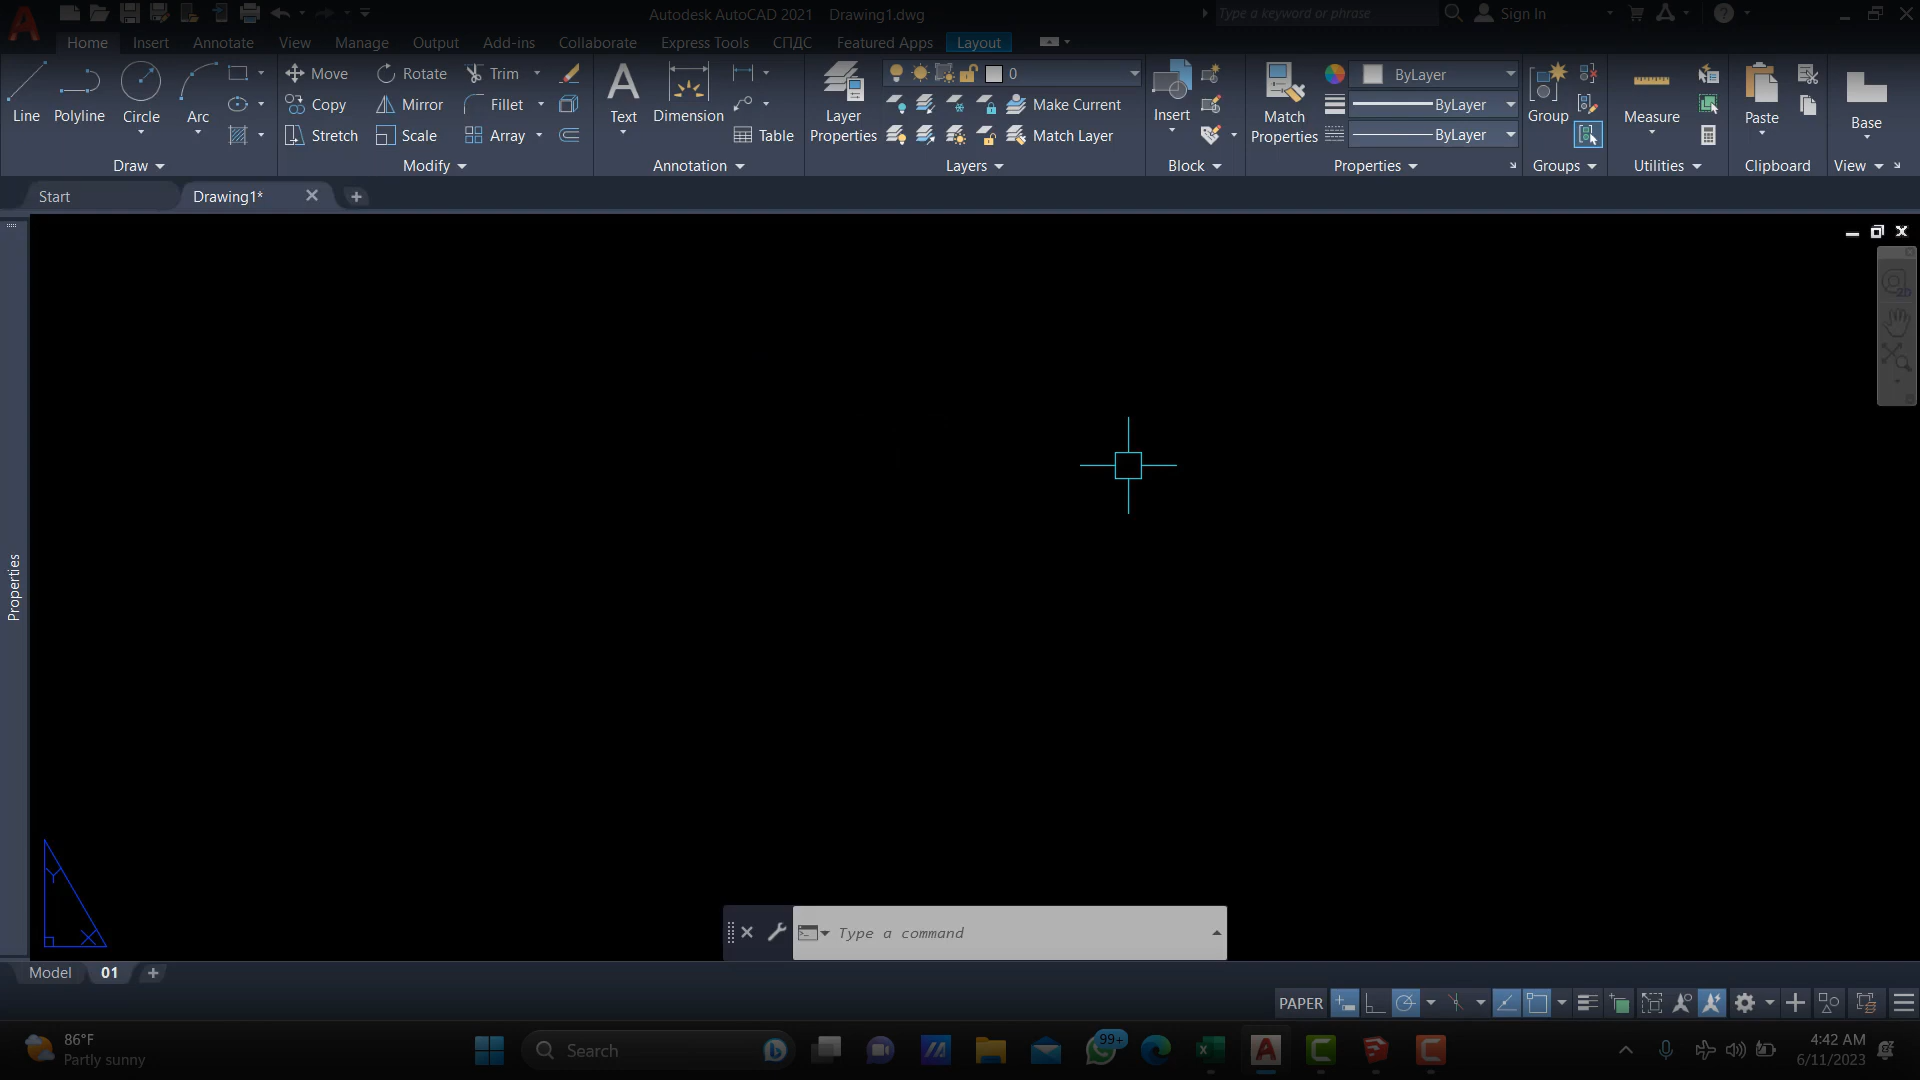 Autodesk AutoCAD 2021 Drawing1.dwg Type a keyword or phrase Sign In
Home Insert Annotate View Manage Output Add-ins Collaborate Express Tools СПДС Featured Apps Layout
Line Polyline Circle Arc
Move Rotate Trim
Copy Mirror Fillet
Stretch Scale Array
Text Dimension Table
Layer Properties
0
Make Current
Match Layer
Insert
Match Properties
ByLayer
ByLayer
ByLayer
Group
Measure
Paste
Base
Draw Modify Annotation Layers Block Properties Groups Utilities Clipboard View
Start Drawing1*
2D
Properties
Y
X
Type a command
Model 01
PAPER
86°F
Partly sunny
Search
99+
4:42 AM
6/11/2023